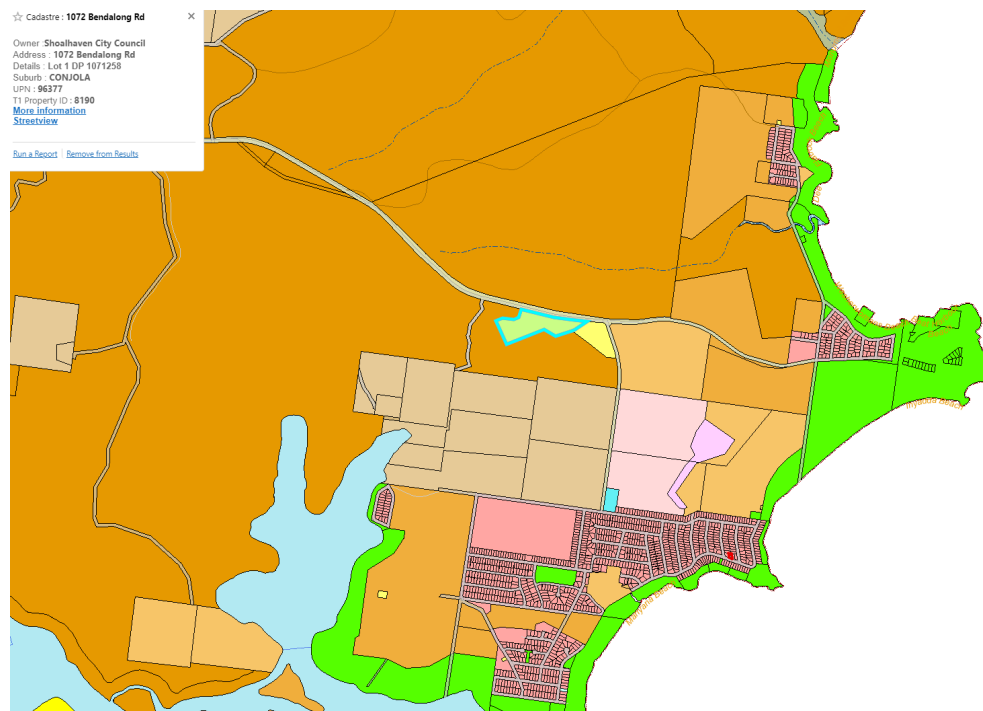 ☆ Cadastre : 1072 Bendalong Rd ×
Owner :Shoalhaven City Council
Address : 1072 Bendalong Rd
Details : Lot 1 DP 1071258
Suburb : CONJOLA
UPN : 96377
T1 Property ID : 8190
More information
Streetview
Run a Report | Remove from Results